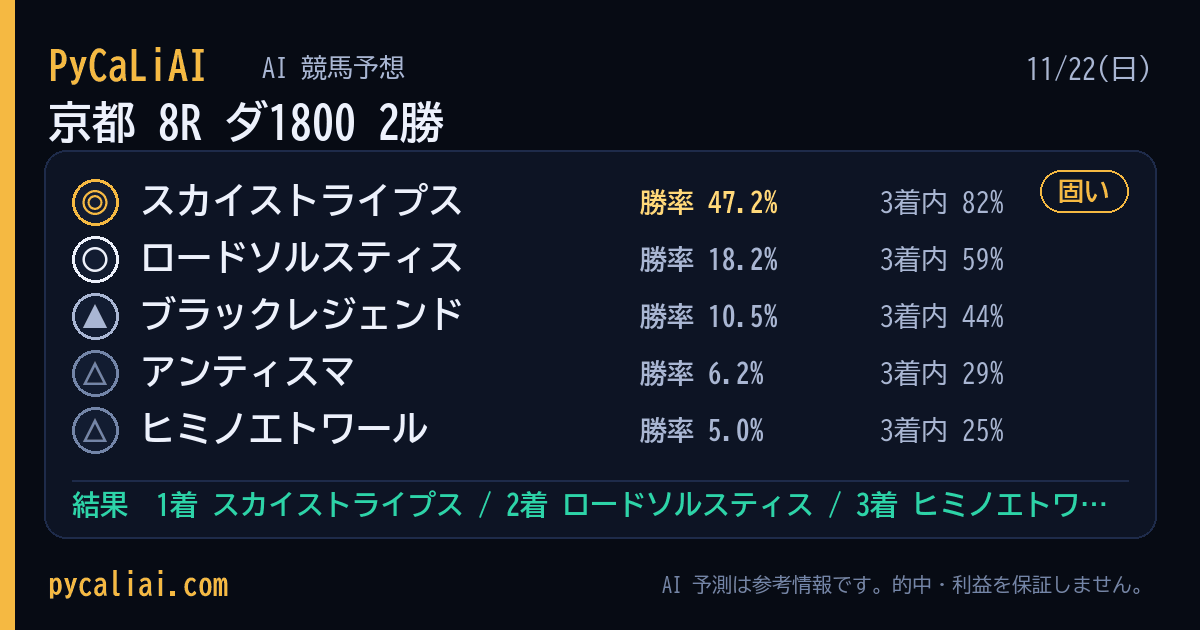 PyCaLiAI AI 競馬予想 11/22(日)
京都 8R ダ1800 2勝
◎ スカイストライプス 勝率 47.2% 3着内 82% 固い
○ ロードソルスティス 勝率 18.2% 3着内 59%
▲ ブラックレジェンド 勝率 10.5% 3着内 44%
△ アンティスマ 勝率 6.2% 3着内 29%
△ ヒミノエトワール 勝率 5.0% 3着内 25%
結果 1着 スカイストライプス / 2着 ロードソルスティス / 3着 ヒミノエトワ…
pycaliai.com AI 予測は参考情報です。的中・利益を保証しません。